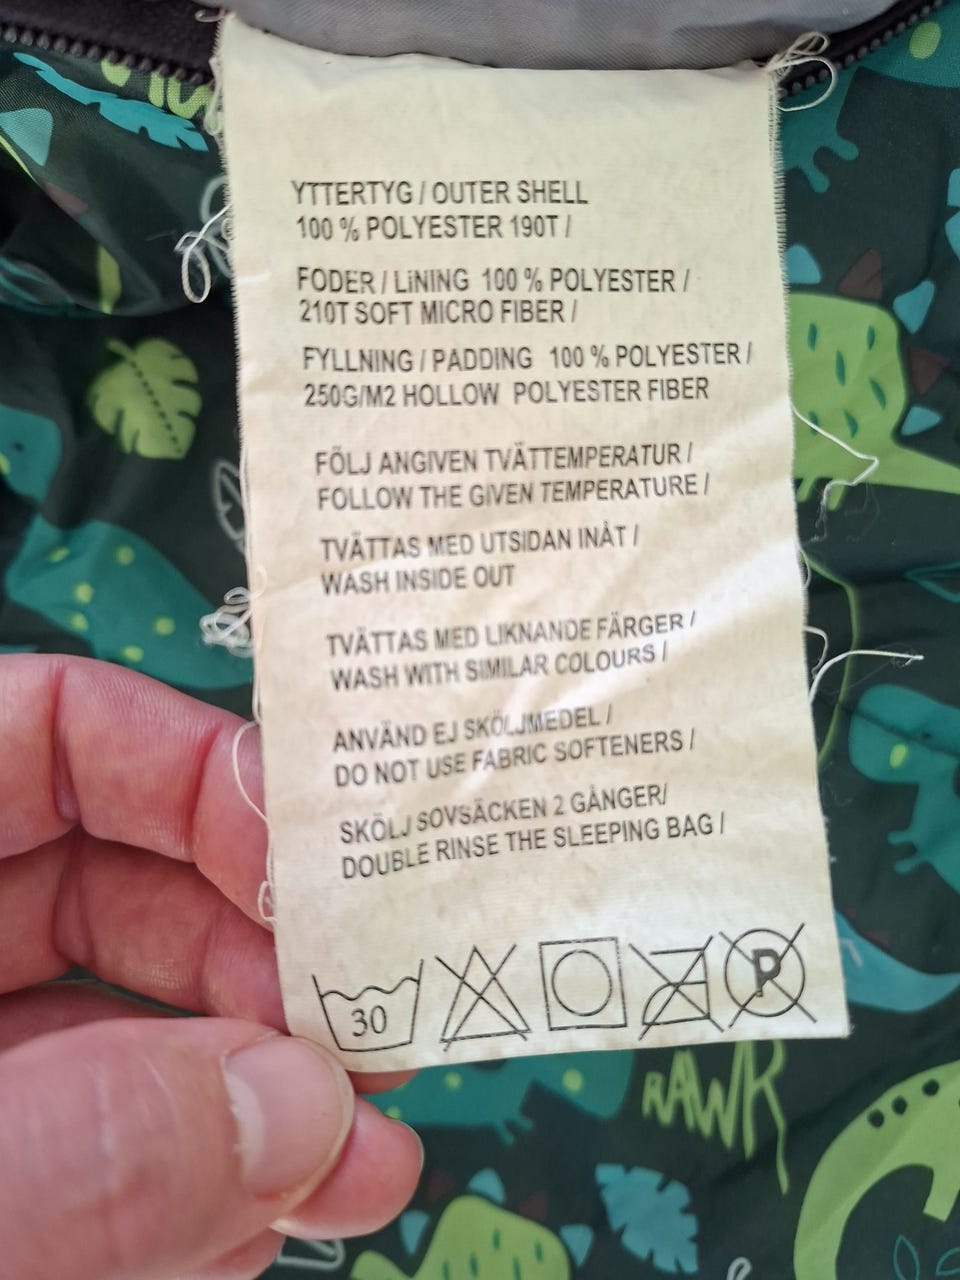 YTTERTYG / OUTER SHELL
100 % POLYESTER 190T /
FODER / LiNING 100 % POLYESTER /
210T SOFT MICRO FIBER /
FYLLNING / PADDING 100 % POLYESTER /
250G/M2 HOLLOW POLYESTER FIBER
FÖLJ ANGIVEN TVÄTTEMPERATUR /
FOLLOW THE GIVEN TEMPERATURE /
TVÄTTAS MED UTSIDAN INÅT /
WASH INSIDE OUT
TVÄTTAS MED LIKNANDE FÄRGER /
WASH WITH SIMILAR COLOURS /
ANVÄND EJ SKÖLJMEDEL /
DO NOT USE FABRIC SOFTENERS /
SKÖLJ SOVSÄCKEN 2 GÅNGER/
DOUBLE RINSE THE SLEEPING BAG /
30 P
RAWR